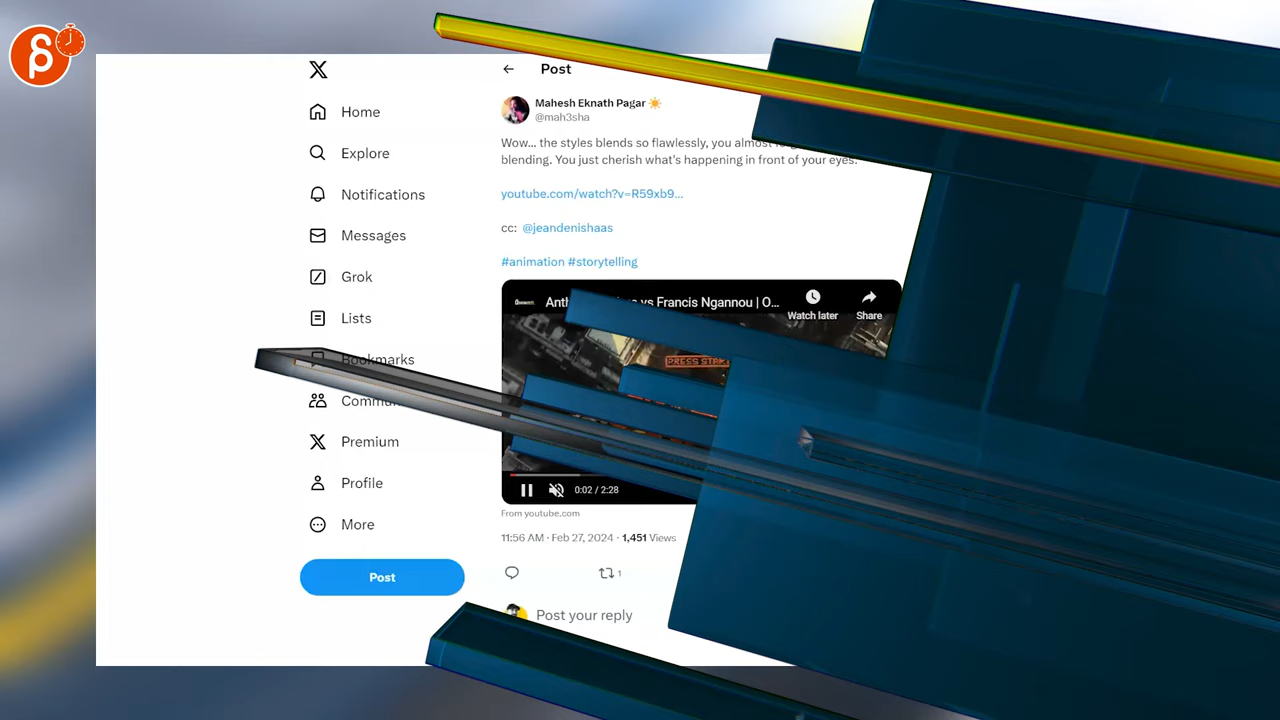 Post
Mahesh Eknath Pagar
@mah3sha
Wow... the styles blends so flawlessly, you almost
blending. You just cherish what's happening in front of your eyes.
youtube.com/watch?v=R59xb9...
cc: @jeandenishaas
#animation #storytelling
vs Francis Ngannou | O...
Watch later
Share
PRESS
0:02 / 2:28
From youtube.com
11:56 AM · Feb 27, 2024 · 1,451 Views
1
Post your reply
X
Home
Explore
Notifications
Messages
Grok
Lists
Bookmarks
Premium
Profile
More
Post